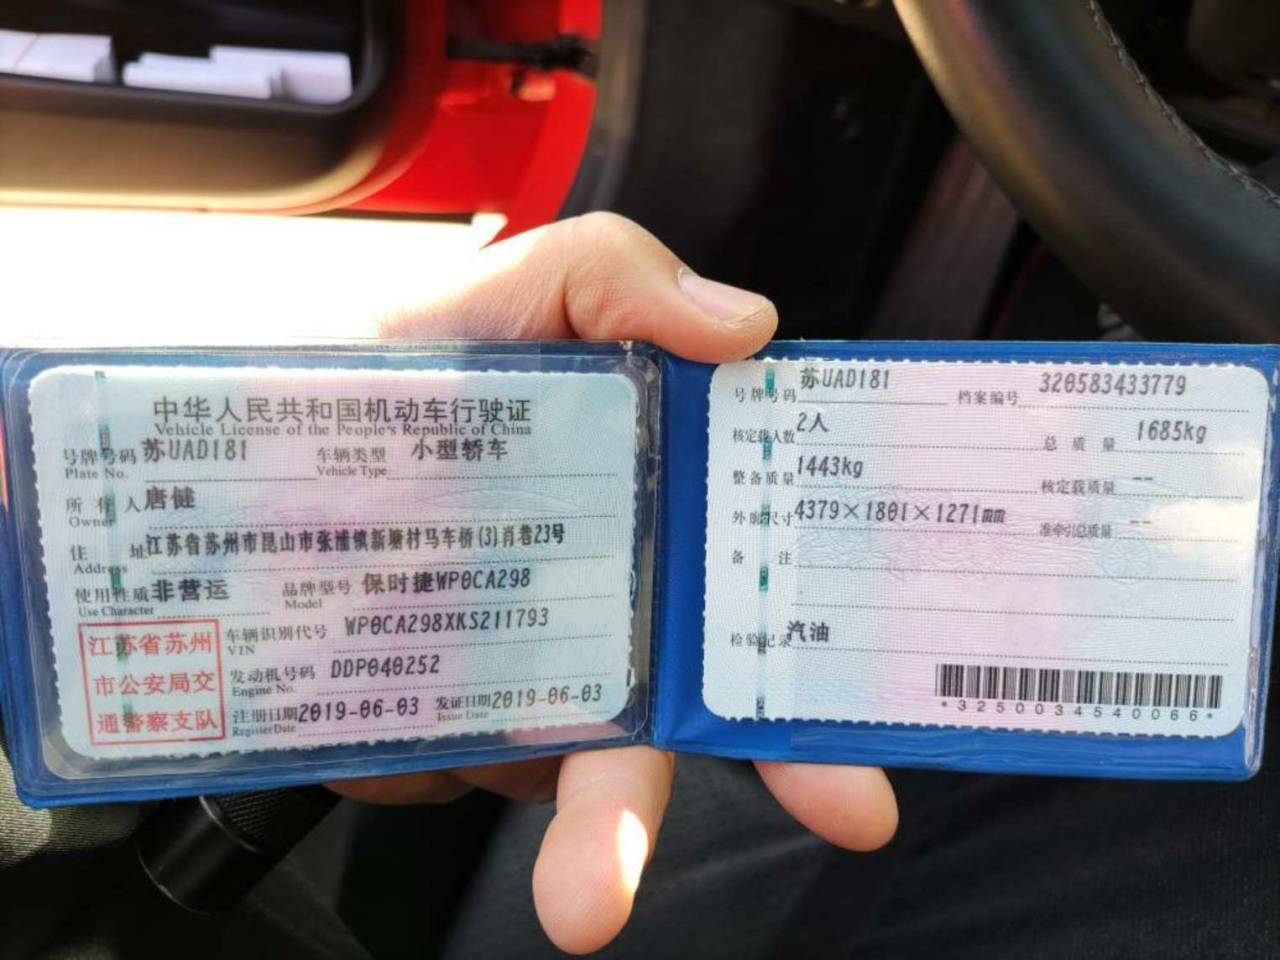 中华人民共和国机动车行驶证
Vehicle License of the People's Republic of China
号牌号码 苏UAD181 车辆类型 小型轿车
Plate No. Vehicle Type
所有人 唐健
Owner
住址 江苏省苏州市昆山市张浦镇新塘村马车桥(3)肖巷23号
Address
使用性质 非营运 品牌型号 保时捷WP0CA298
Use Character Model
江苏省苏州
市公安局交
通警察支队
车辆识别代号 WP0CA298XKS211793
VIN
发动机号码 DDP040252
Engine No.
注册日期 2019-06-03 发证日期 2019-06-03
Register Date Issue Date
号牌号码 苏UAD181 档案编号 320583433779
核定载人数 2人 总质量 1685kg
整备质量 1443kg 核定载质量 --
外廓尺寸 4379×1801×1271mm 准牵引总质量 --
备注
检验记录 汽油
*3250034540066*